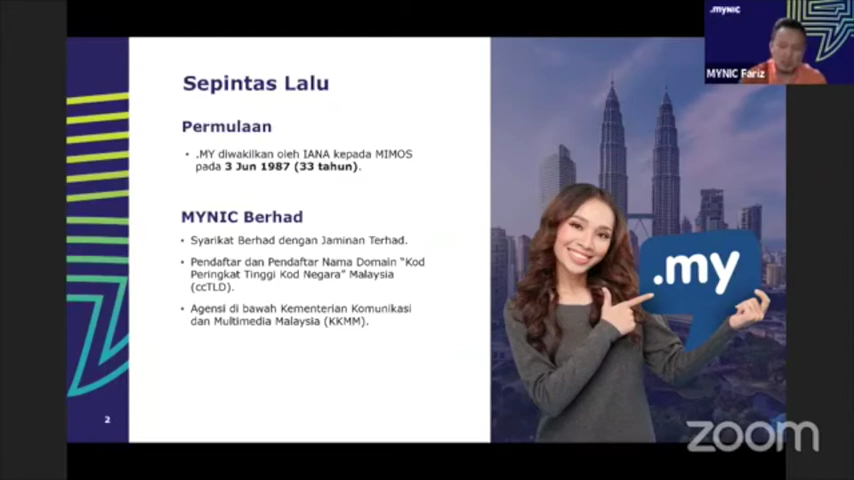 .mynic
MYNIC Fariz
Sepintas Lalu
Permulaan
• .MY diwakilkan oleh IANA kepada MIMOS
pada 3 Jun 1987 (33 tahun).
MYNIC Berhad
• Syarikat Berhad dengan Jaminan Terhad.
• Pendaftar dan Pendaftar Nama Domain “Kod
Peringkat Tinggi Kod Negara” Malaysia
(ccTLD).
• Agensi di bawah Kementerian Komunikasi
dan Multimedia Malaysia (KKMM).
.my
2
zoom